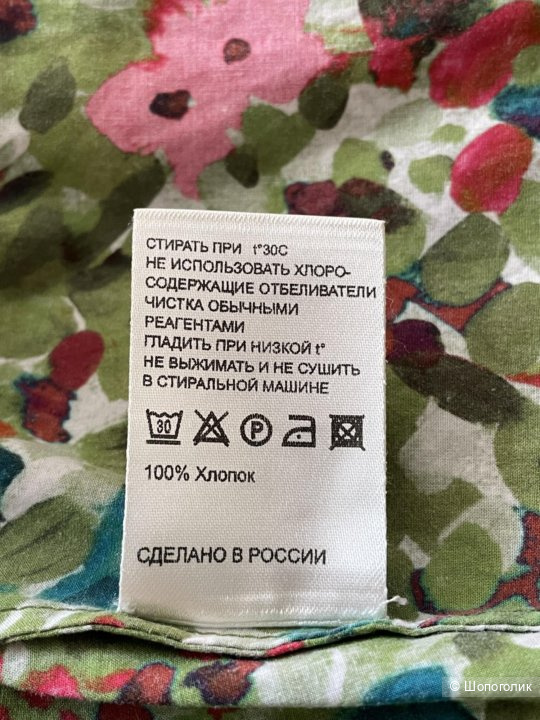 СТИРАТЬ ПРИ t°30С
НЕ ИСПОЛЬЗОВАТЬ ХЛОРО-
СОДЕРЖАЩИЕ ОТБЕЛИВАТЕЛИ
ЧИСТКА ОБЫЧНЫМИ
РЕАГЕНТАМИ
ГЛАДИТЬ ПРИ НИЗКОЙ t°
НЕ ВЫЖИМАТЬ И НЕ СУШИТЬ
В СТИРАЛЬНОЙ МАШИНЕ
30 P
100% Хлопок
СДЕЛАНО В РОССИИ
© Шопоголик